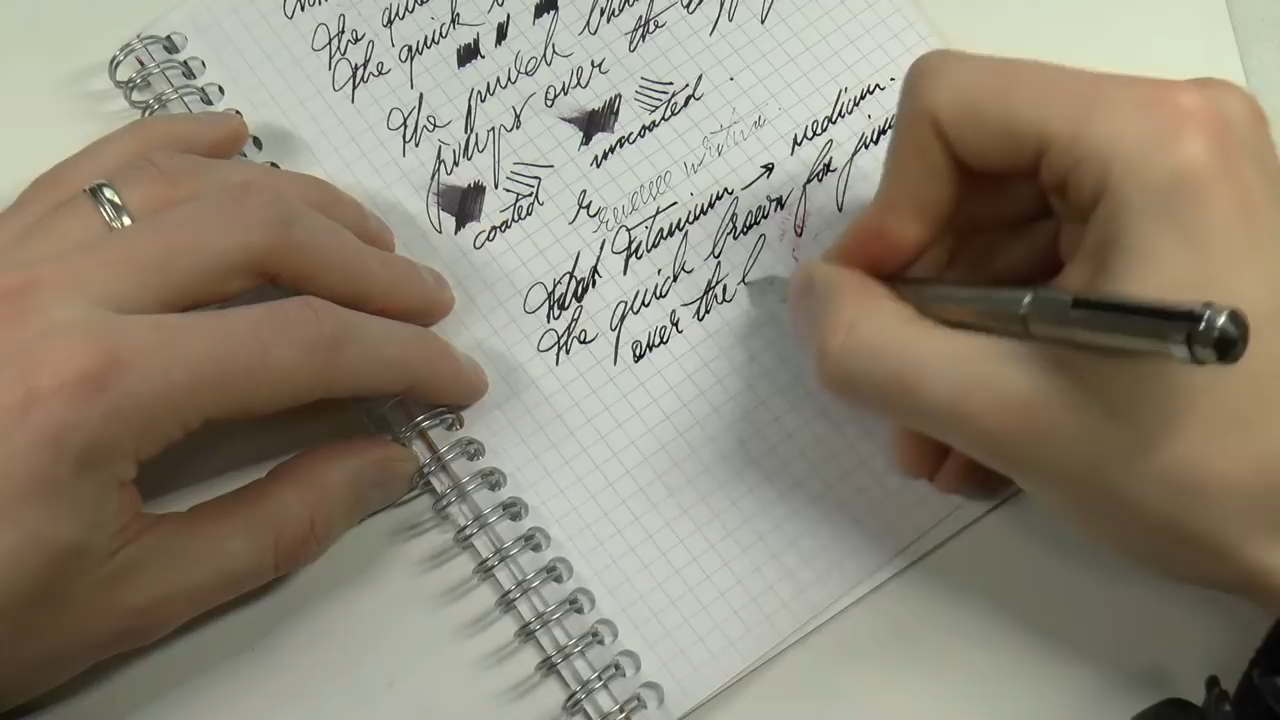 The quick
The quick
The quick
jumps over the
uncoated
coated
reverse writing
Titanium → medium.
The quick brown fox jum
over the l